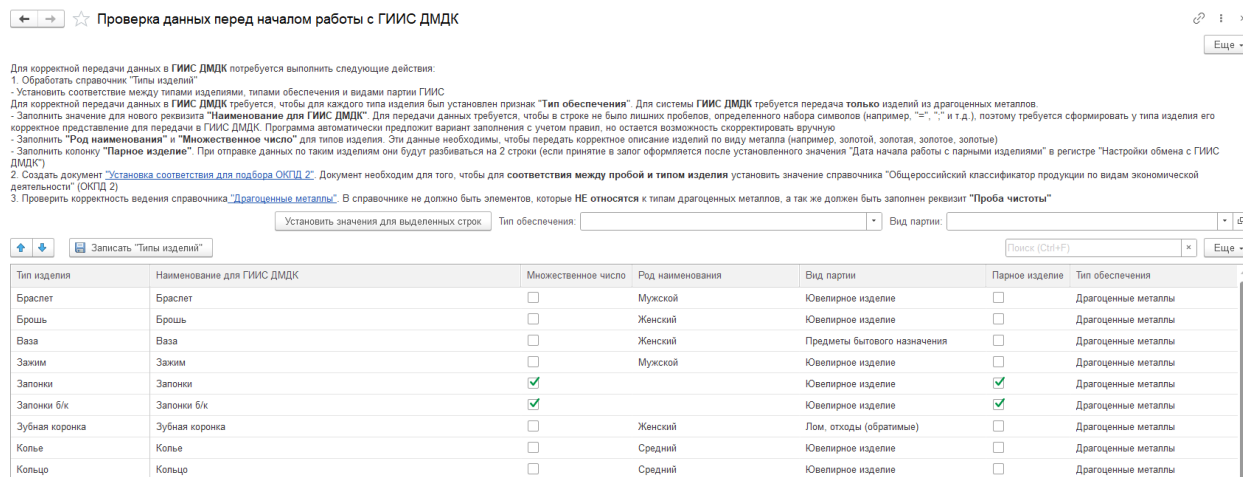 Проверка данных перед началом работы с ГИИС ДМДК
Еще
Для корректной передачи данных в ГИИС ДМДК потребуется выполнить следующие действия:
1. Обработать справочник "Типы изделий"
- Установить соответствие между типами изделиями, типами обеспечения и видами партии ГИИС
Для корректной передачи данных в ГИИС ДМДК требуется, чтобы для каждого типа изделия был установлен признак "Тип обеспечения". Для системы ГИИС ДМДК требуется передача только изделий из драгоценных металлов.
- Заполнить значение для нового реквизита "Наименование для ГИИС ДМДК". Для передачи данных требуется, чтобы в строке не было лишних пробелов, определенного набора символов (например, "=", ";" и т.д.), поэтому требуется сформировать у типа изделия его
корректное представление для передачи в ГИИС ДМДК. Программа автоматически предложит вариант заполнения с учетом правил, но остается возможность скорректировать вручную
- Заполнить "Род наименования" и "Множественное число" для типов изделия. Эти данные необходимы, чтобы передать корректное описание изделий по виду металла (например, золотой, золотая, золотое, золотые)
- Заполнить колонку "Парное изделие". При отправке данных по таким изделиям они будут разбиваться на 2 строки (если принятие в залог оформляется после установленного значения "Дата начала работы с парными изделиями" в регистре "Настройки обмена с ГИИС
ДМДК")
2. Создать документ "Установка соответствия для подбора ОКПД 2". Документ необходим для того, чтобы для соответствия между пробой и типом изделия установить значение справочника "Общероссийский классификатор продукции по видам экономической
деятельности" (ОКПД 2)
3. Проверить корректность ведения справочника "Драгоценные металлы". В справочнике не должно быть элементов, которые НЕ относятся к типам драгоценных металлов, а так же должен быть заполнен реквизит "Проба чистоты"
Установить значения для выделенных строк Тип обеспечения: Вид партии:
Записать "Типы изделий" Поиск (Ctrl+F) Еще
Тип изделия Наименование для ГИИС ДМДК Множественное число Род наименования Вид партии Парное изделие Тип обеспечения
Браслет Браслет Мужской Ювелирное изделие Драгоценные металлы
Брошь Брошь Женский Ювелирное изделие Драгоценные металлы
Ваза Ваза Женский Предметы бытового назначения Драгоценные металлы
Зажим Зажим Мужской Ювелирное изделие Драгоценные металлы
Запонки Запонки Ювелирное изделие Драгоценные металлы
Запонки б/к Запонки б/к Ювелирное изделие Драгоценные металлы
Зубная коронка Зубная коронка Женский Лом, отходы (обратимые) Драгоценные металлы
Колье Колье Средний Ювелирное изделие Драгоценные металлы
Кольцо Кольцо Средний Ювелирное изделие Драгоценные металлы